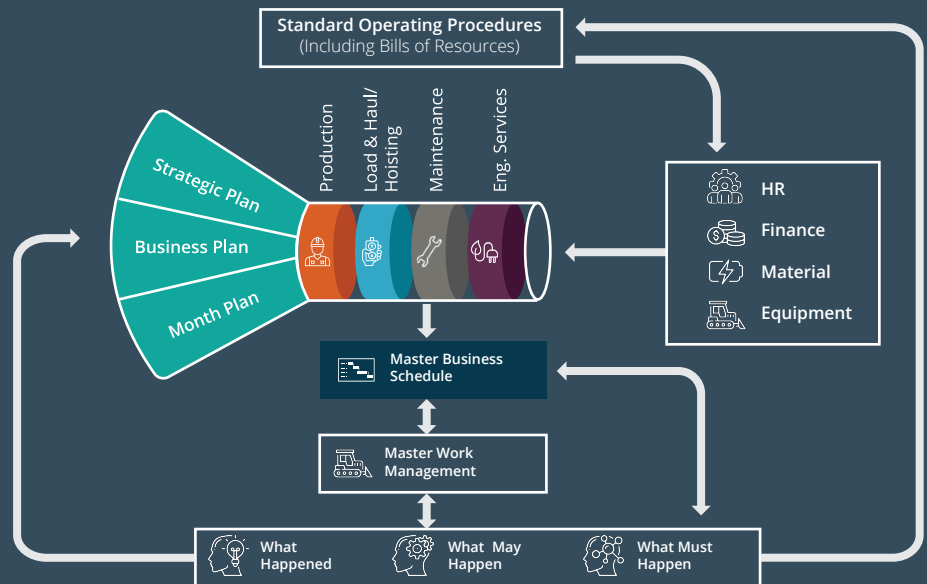 Standard Operating Procedures
(Including Bills of Resources)
Production
Load & Haul/
Hoisting
Maintenance
Eng. Services
Strategic Plan
Business Plan
Month Plan
HR
Finance
Material
Equipment
Master Business
Schedule
Master Work
Management
What
Happened
What May
Happen
What Must
Happen